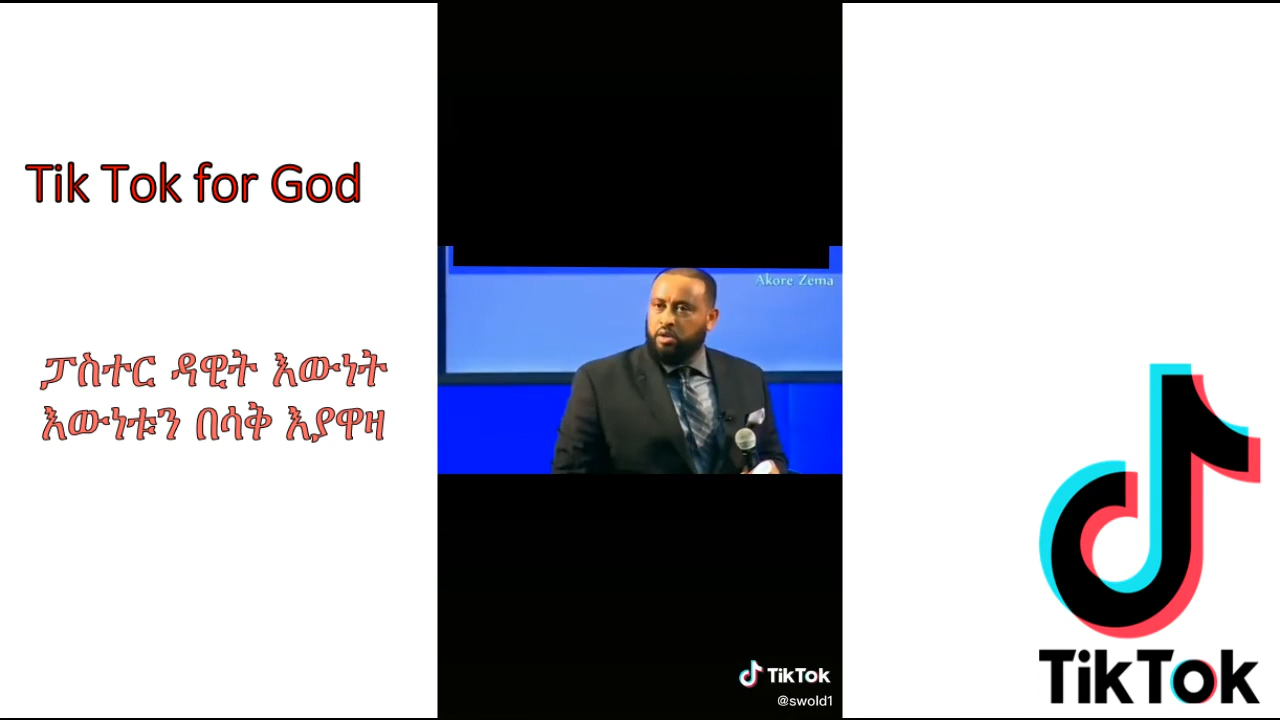 Tik Tok for God
ፓስተር ዳዊት እውነት
እውነቱን በሳቅ እያዋዛ
Akore Zema
TikTok
@swold1
TikTok